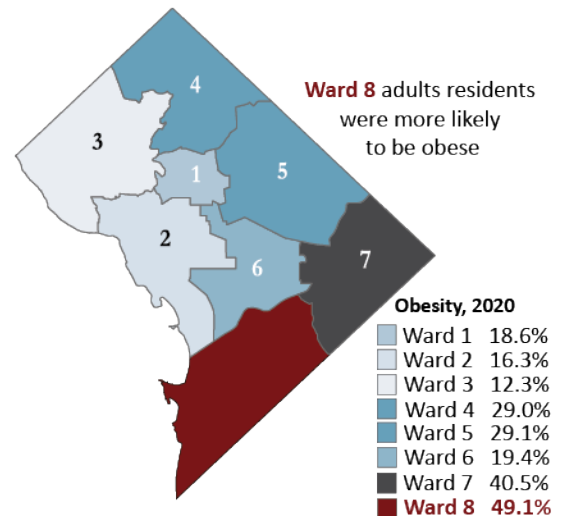 4
Ward 8 adults residents
were more likely
to be obese
3
1
5
2
6
7
Obesity, 2020
Ward 1 18.6%
Ward 2 16.3%
Ward 3 12.3%
Ward 4 29.0%
Ward 5 29.1%
Ward 6 19.4%
Ward 7 40.5%
Ward 8 49.1%